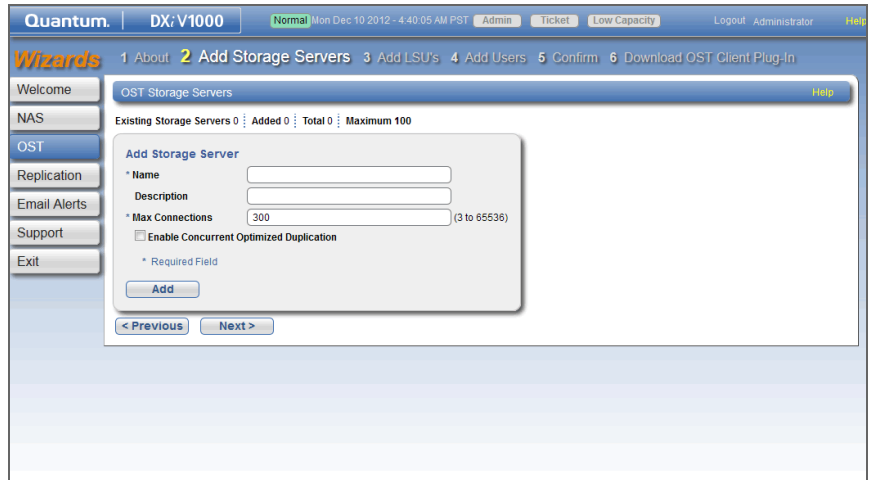 Quantum. DXi V1000 Normal Mon Dec 10 2012 - 4:40:05 AM PST Admin Ticket Low Capacity Logout Administrator Help
Wizards 1 About 2 Add Storage Servers 3 Add LSU's 4 Add Users 5 Confirm 6 Download OST Client Plug-In
Welcome
NAS
OST
Replication
Email Alerts
Support
Exit
OST Storage Servers Help
Existing Storage Servers 0 Added 0 Total 0 Maximum 100
Add Storage Server
* Name
Description
* Max Connections 300 (3 to 65536)
Enable Concurrent Optimized Duplication
* Required Field
Add
< Previous Next >